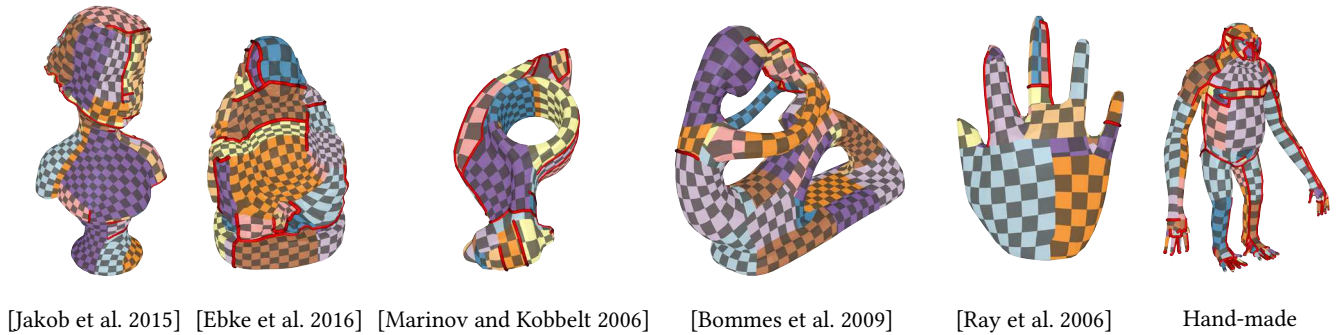 [Jakob et al. 2015] [Ebke et al. 2016] [Marinov and Kobbelt 2006] [Bommes et al. 2009] [Ray et al. 2006] Hand-made